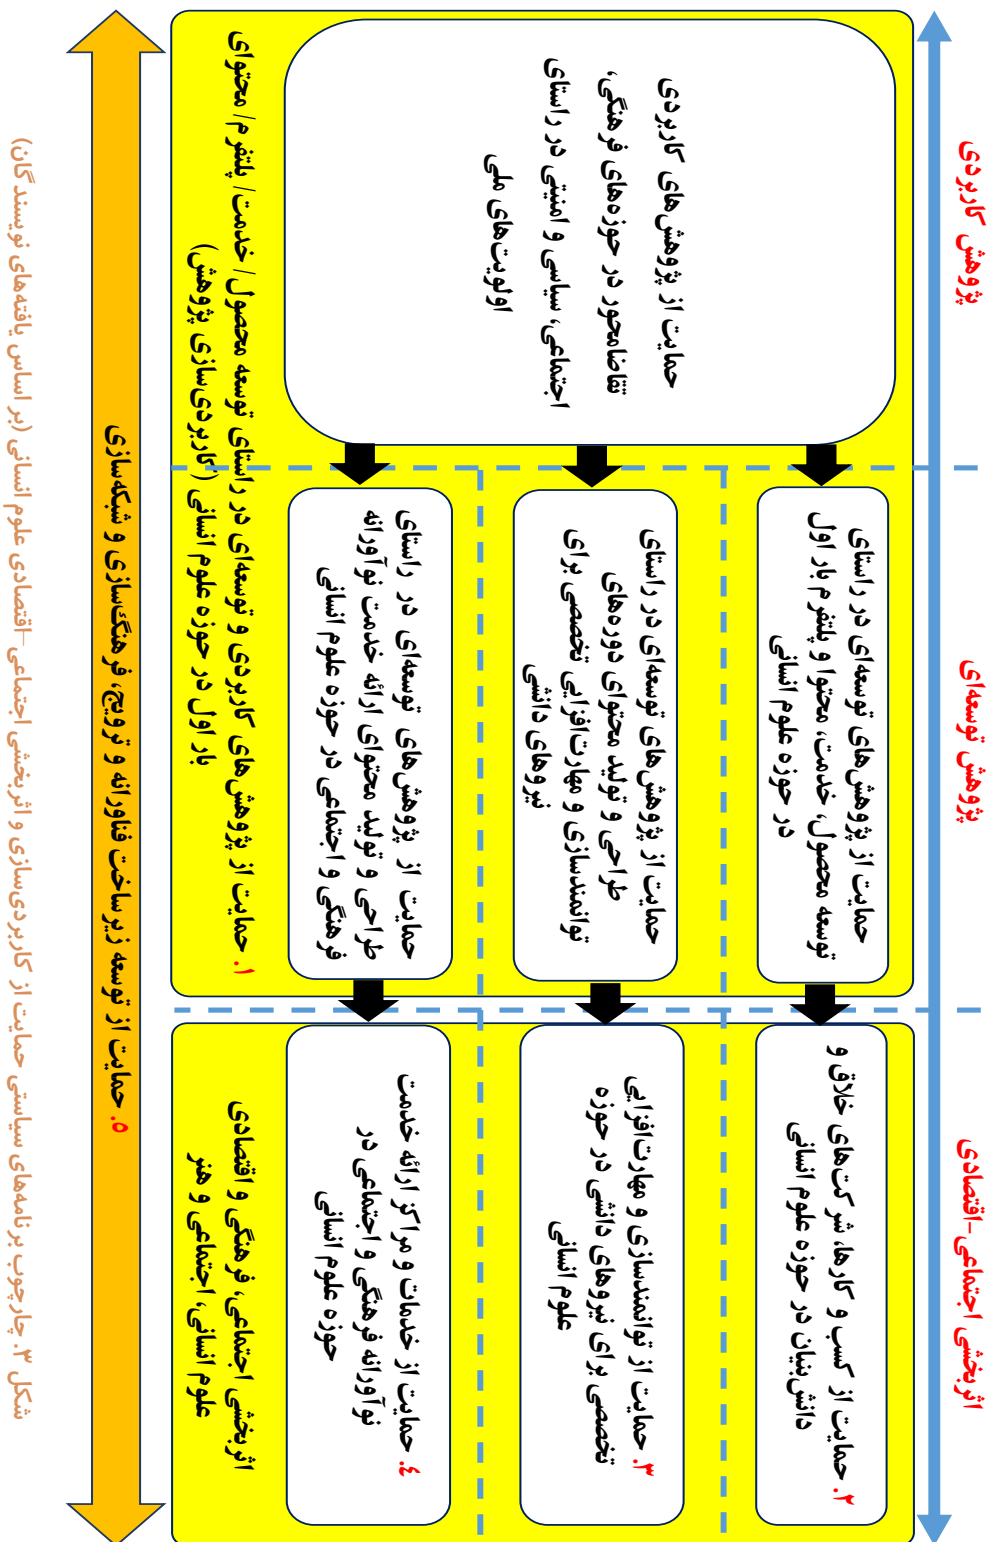 پژوهش کاربردی
پژوهش توسعه‌ای
اثربخشی اجتماعی-اقتصادی
حمایت از پژوهش‌های کاربردی
تقاضامحور در حوزه‌های فرهنگی،
اجتماعی، سیاسی و امنیتی در راستای
اولویت‌های ملی
حمایت از پژوهش‌های توسعه‌ای در راستای
توسعه محصول، خدمت، محتوا و پلتفرم بار اول
در حوزه علوم انسانی
حمایت از پژوهش‌های توسعه‌ای در راستای
طراحی و تولید محتوای دوره‌های
توانمندسازی و مهارت‌افزایی تخصصی برای
نیروهای دانشی
حمایت از پژوهش‌های توسعه‌ای در راستای
طراحی و تولید محتوای ارائه خدمت نوآورانه
فرهنگی و اجتماعی در حوزه علوم انسانی
۲. حمایت از کسب و کارها، شرکت‌های خلاق و
دانش‌بنیان در حوزه علوم انسانی
۳. حمایت از توانمندسازی و مهارت‌افزایی
تخصصی برای نیروهای دانشی در حوزه
علوم انسانی
۴. حمایت از خدمات و مراکز ارائه خدمت
نوآورانه فرهنگی و اجتماعی در
حوزه علوم انسانی
۱. حمایت از پژوهش‌های کاربردی و توسعه‌ای در راستای توسعه محصول/ خدمت/ پلتفرم/ محتوای
بار اول در حوزه علوم انسانی (کاربردی‌سازی پژوهش)
اثربخشی اجتماعی، فرهنگی و اقتصادی
علوم انسانی، اجتماعی و هنر
۵. حمایت از توسعه زیرساخت فناورانه و ترویج، فرهنگ‌سازی و شبکه‌سازی
شکل ۳. چارچوب برنامه‌های سیاستی حمایت از کاربردی‌سازی و اثربخشی اجتماعی-اقتصادی علوم انسانی (بر اساس یافته‌های نویسندگان)